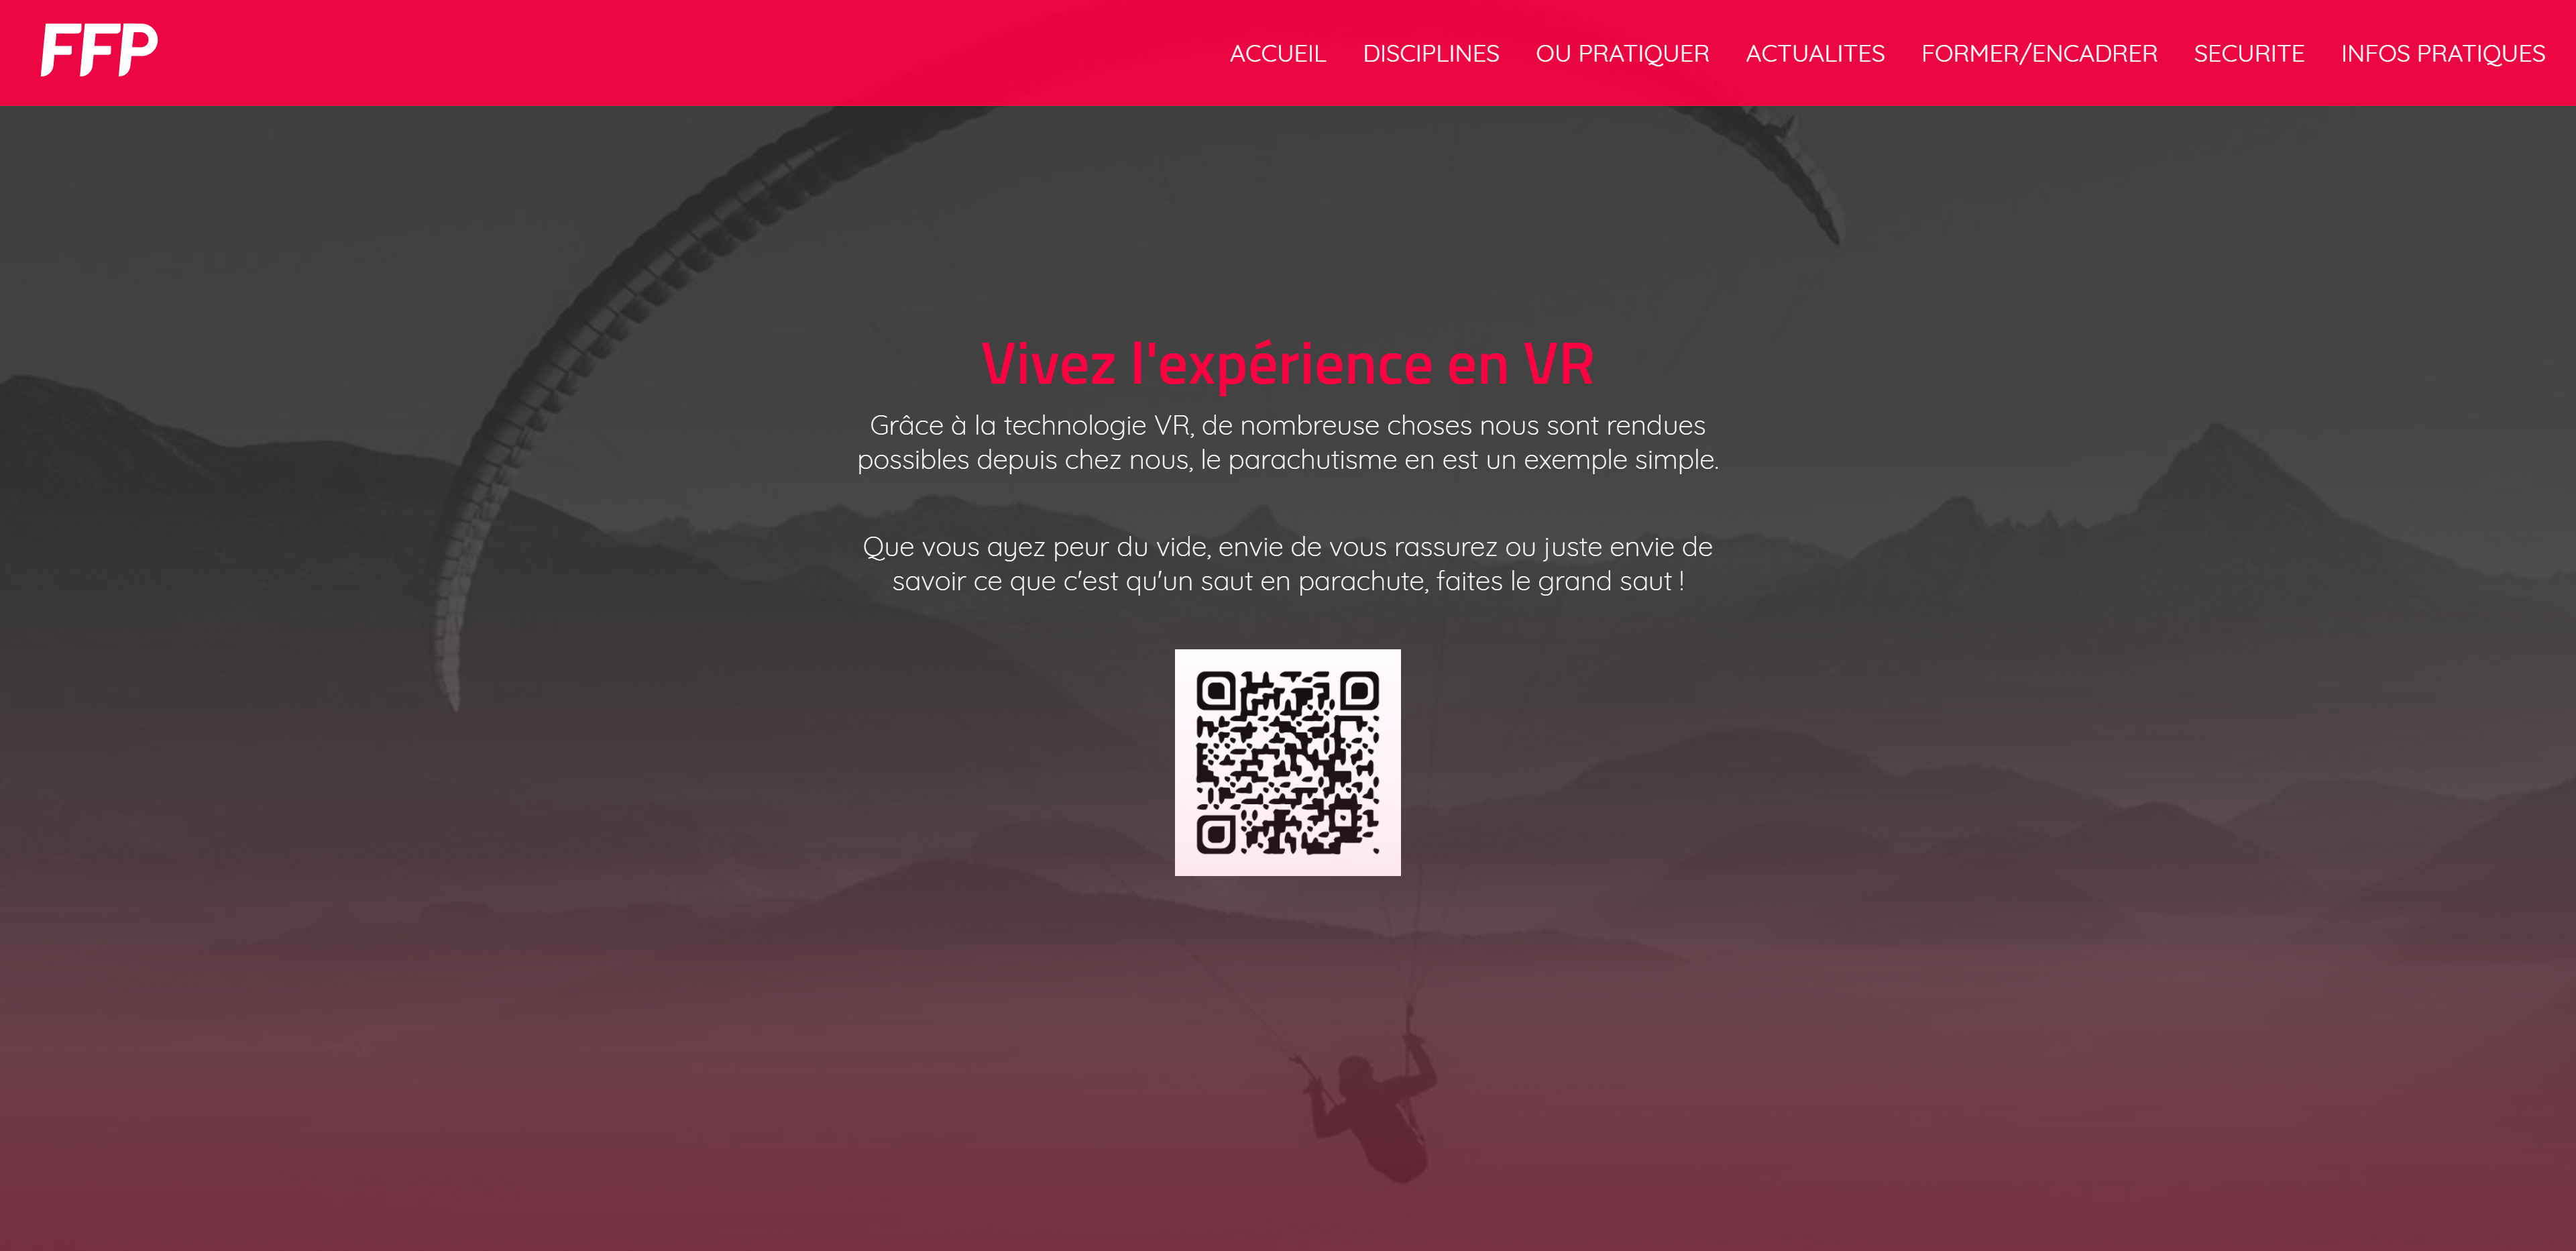 FFP
ACCUEIL DISCIPLINES OU PRATIQUER ACTUALITES FORMER/ENCADRER SECURITE INFOS PRATIQUES
Vivez l'expérience en VR
Grâce à la technologie VR, de nombreuse choses nous sont rendues
possibles depuis chez nous, le parachutisme en est un exemple simple.
Que vous ayez peur du vide, envie de vous rassurez ou juste envie de
savoir ce que c'est qu'un saut en parachute, faites le grand saut !